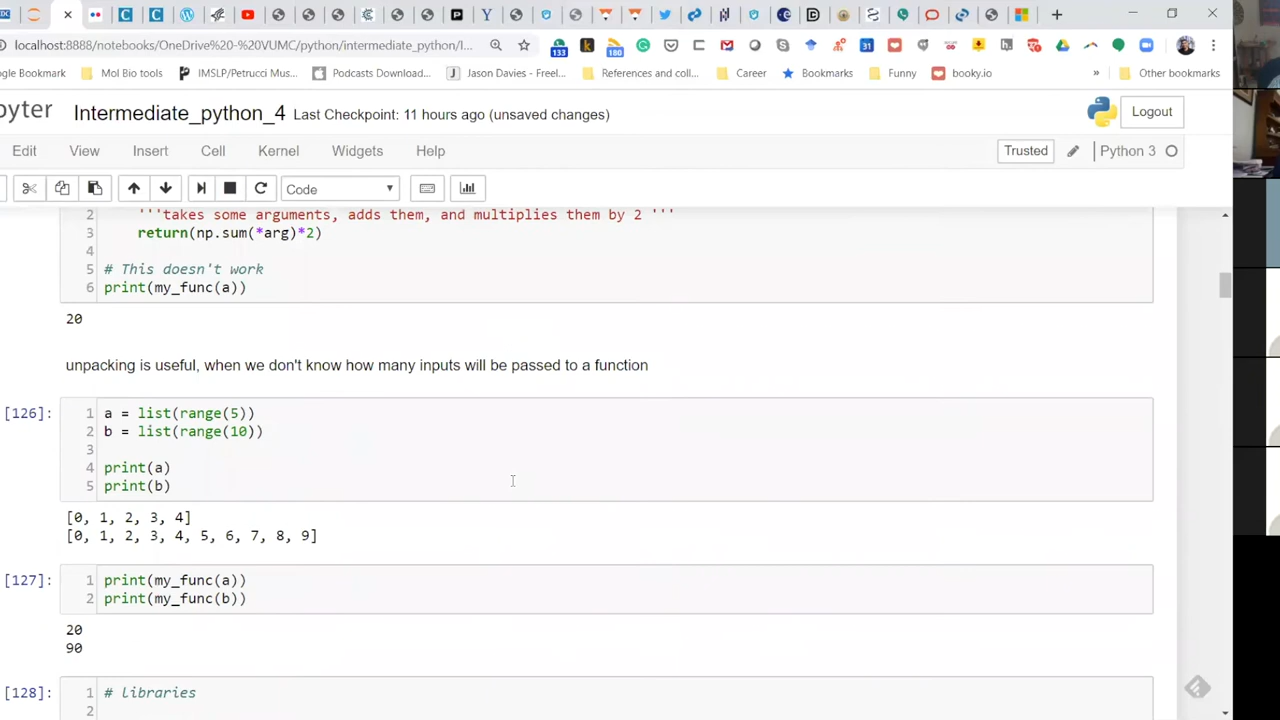 localhost:8888/notebooks/OneDrive%20-%20VUMC/python/intermediate_python/I...
133
180
31
ogle Bookmark
Mol Bio tools
IMSLP/Petrucci Mus...
Podcasts Download...
Jason Davies - Freel...
References and coll...
Career
Bookmarks
Funny
booky.io
»
Other bookmarks
pyter
Intermediate_python_4
Last Checkpoint: 11 hours ago (unsaved changes)
Logout
Edit
View
Insert
Cell
Kernel
Widgets
Help
Trusted
Python 3
Code
2 '''takes some arguments, adds them, and multiplies them by 2 '''
3 return(np.sum(*arg)*2)
4
5 # This doesn't work
6 print(my_func(a))
20
unpacking is useful, when we don't know how many inputs will be passed to a function
[126]:
1 a = list(range(5))
2 b = list(range(10))
3
4 print(a)
5 print(b)
[0, 1, 2, 3, 4]
[0, 1, 2, 3, 4, 5, 6, 7, 8, 9]
[127]:
1 print(my_func(a))
2 print(my_func(b))
20
90
[128]:
1 # libraries
2